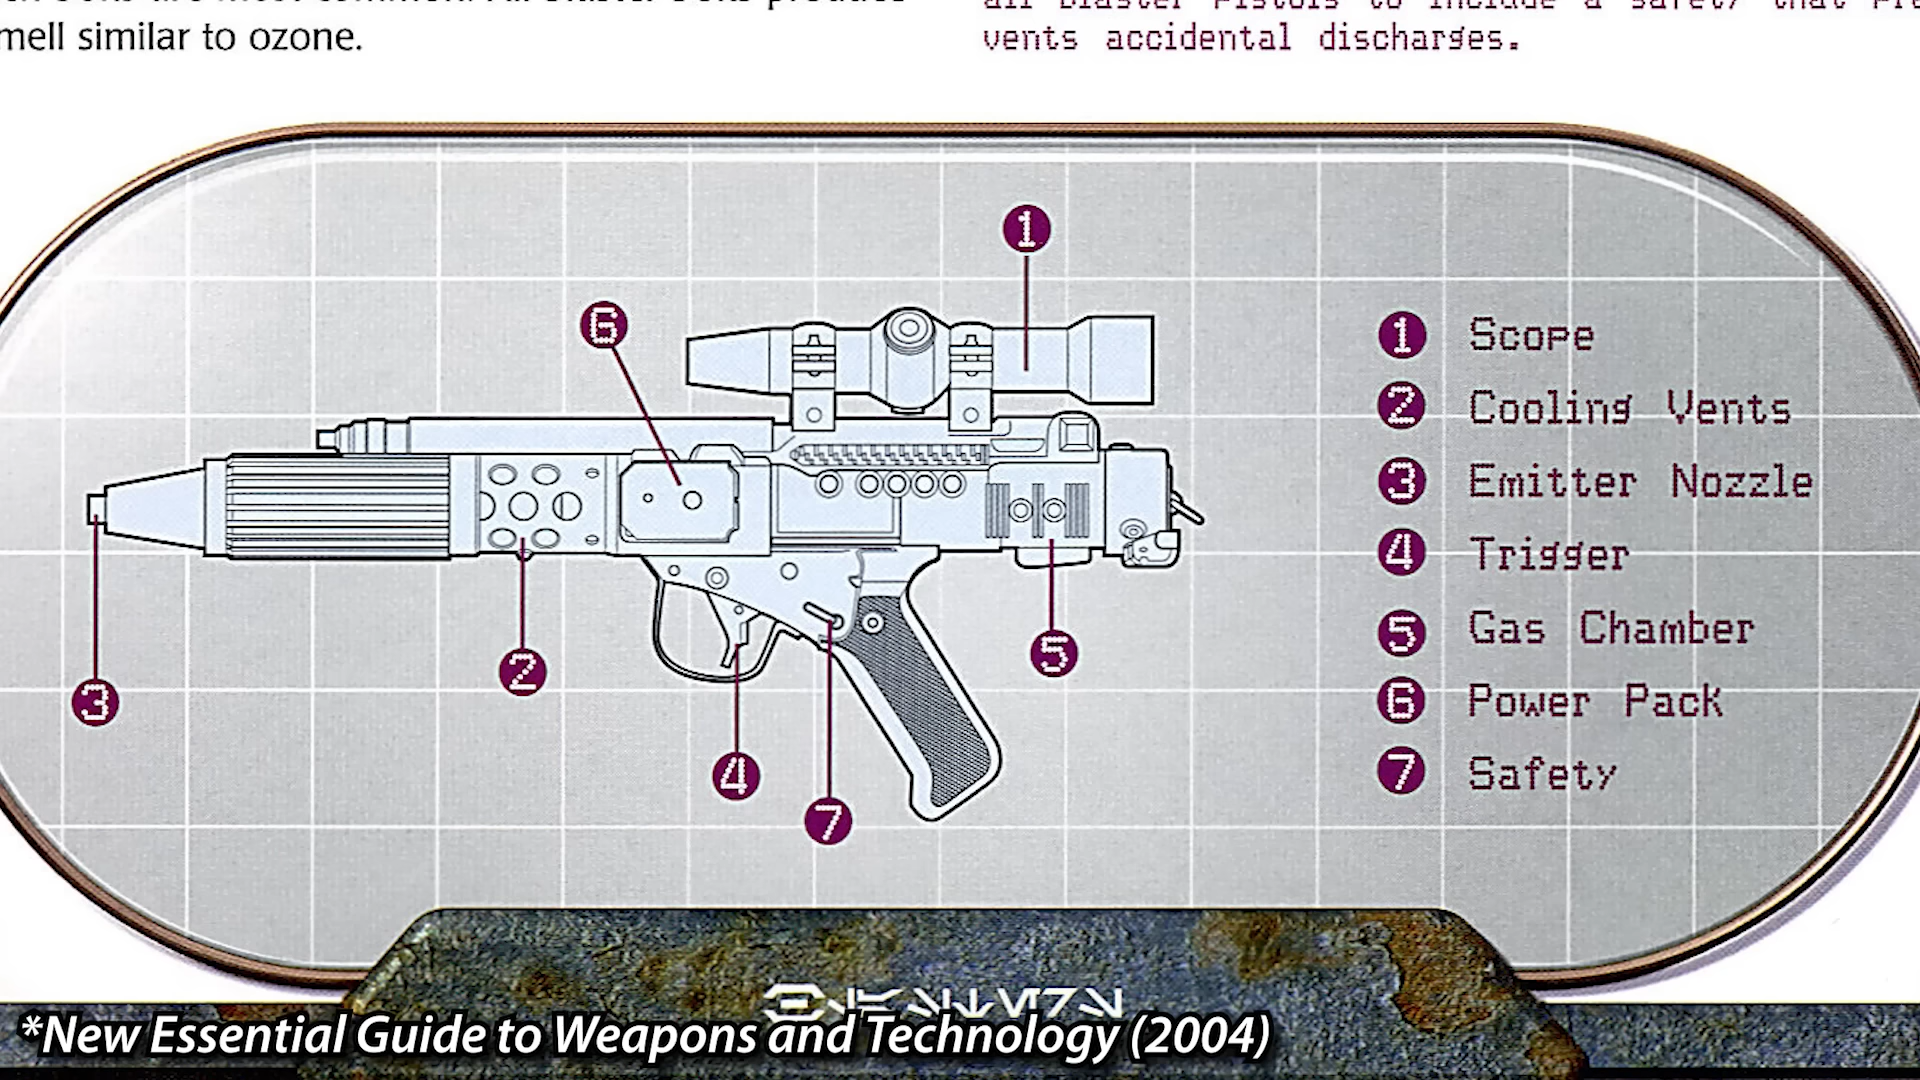 mell similar to ozone.
vents accidental discharges.
1
6
3
2
4
7
5
1 Scope
2 Cooling Vents
3 Emitter Nozzle
4 Trigger
5 Gas Chamber
6 Power Pack
7 Safety
*New Essential Guide to Weapons and Technology (2004)